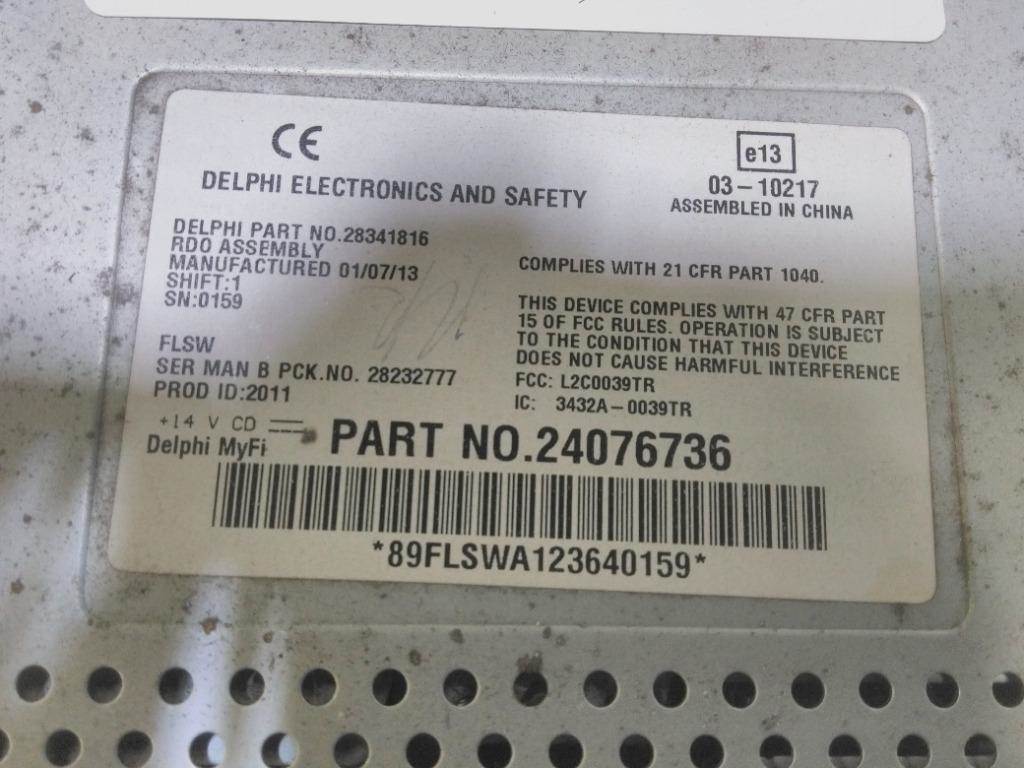 CE
e13
DELPHI ELECTRONICS AND SAFETY
03-10217
ASSEMBLED IN CHINA
DELPHI PART NO.28341816
RDO ASSEMBLY
MANUFACTURED 01/07/13
SHIFT:1
SN:0159
COMPLIES WITH 21 CFR PART 1040.
THIS DEVICE COMPLIES WITH 47 CFR PART
15 OF FCC RULES. OPERATION IS SUBJECT
TO THE CONDITION THAT THIS DEVICE
DOES NOT CAUSE HARMFUL INTERFERENCE
FCC: L2C0039TR
IC: 3432A-0039TR
FLSW
SER MAN B PCK.NO. 28232777
PROD ID:2011
+14 V CD
Delphi MyFi
PART NO.24076736
*89FLSWA123640159*